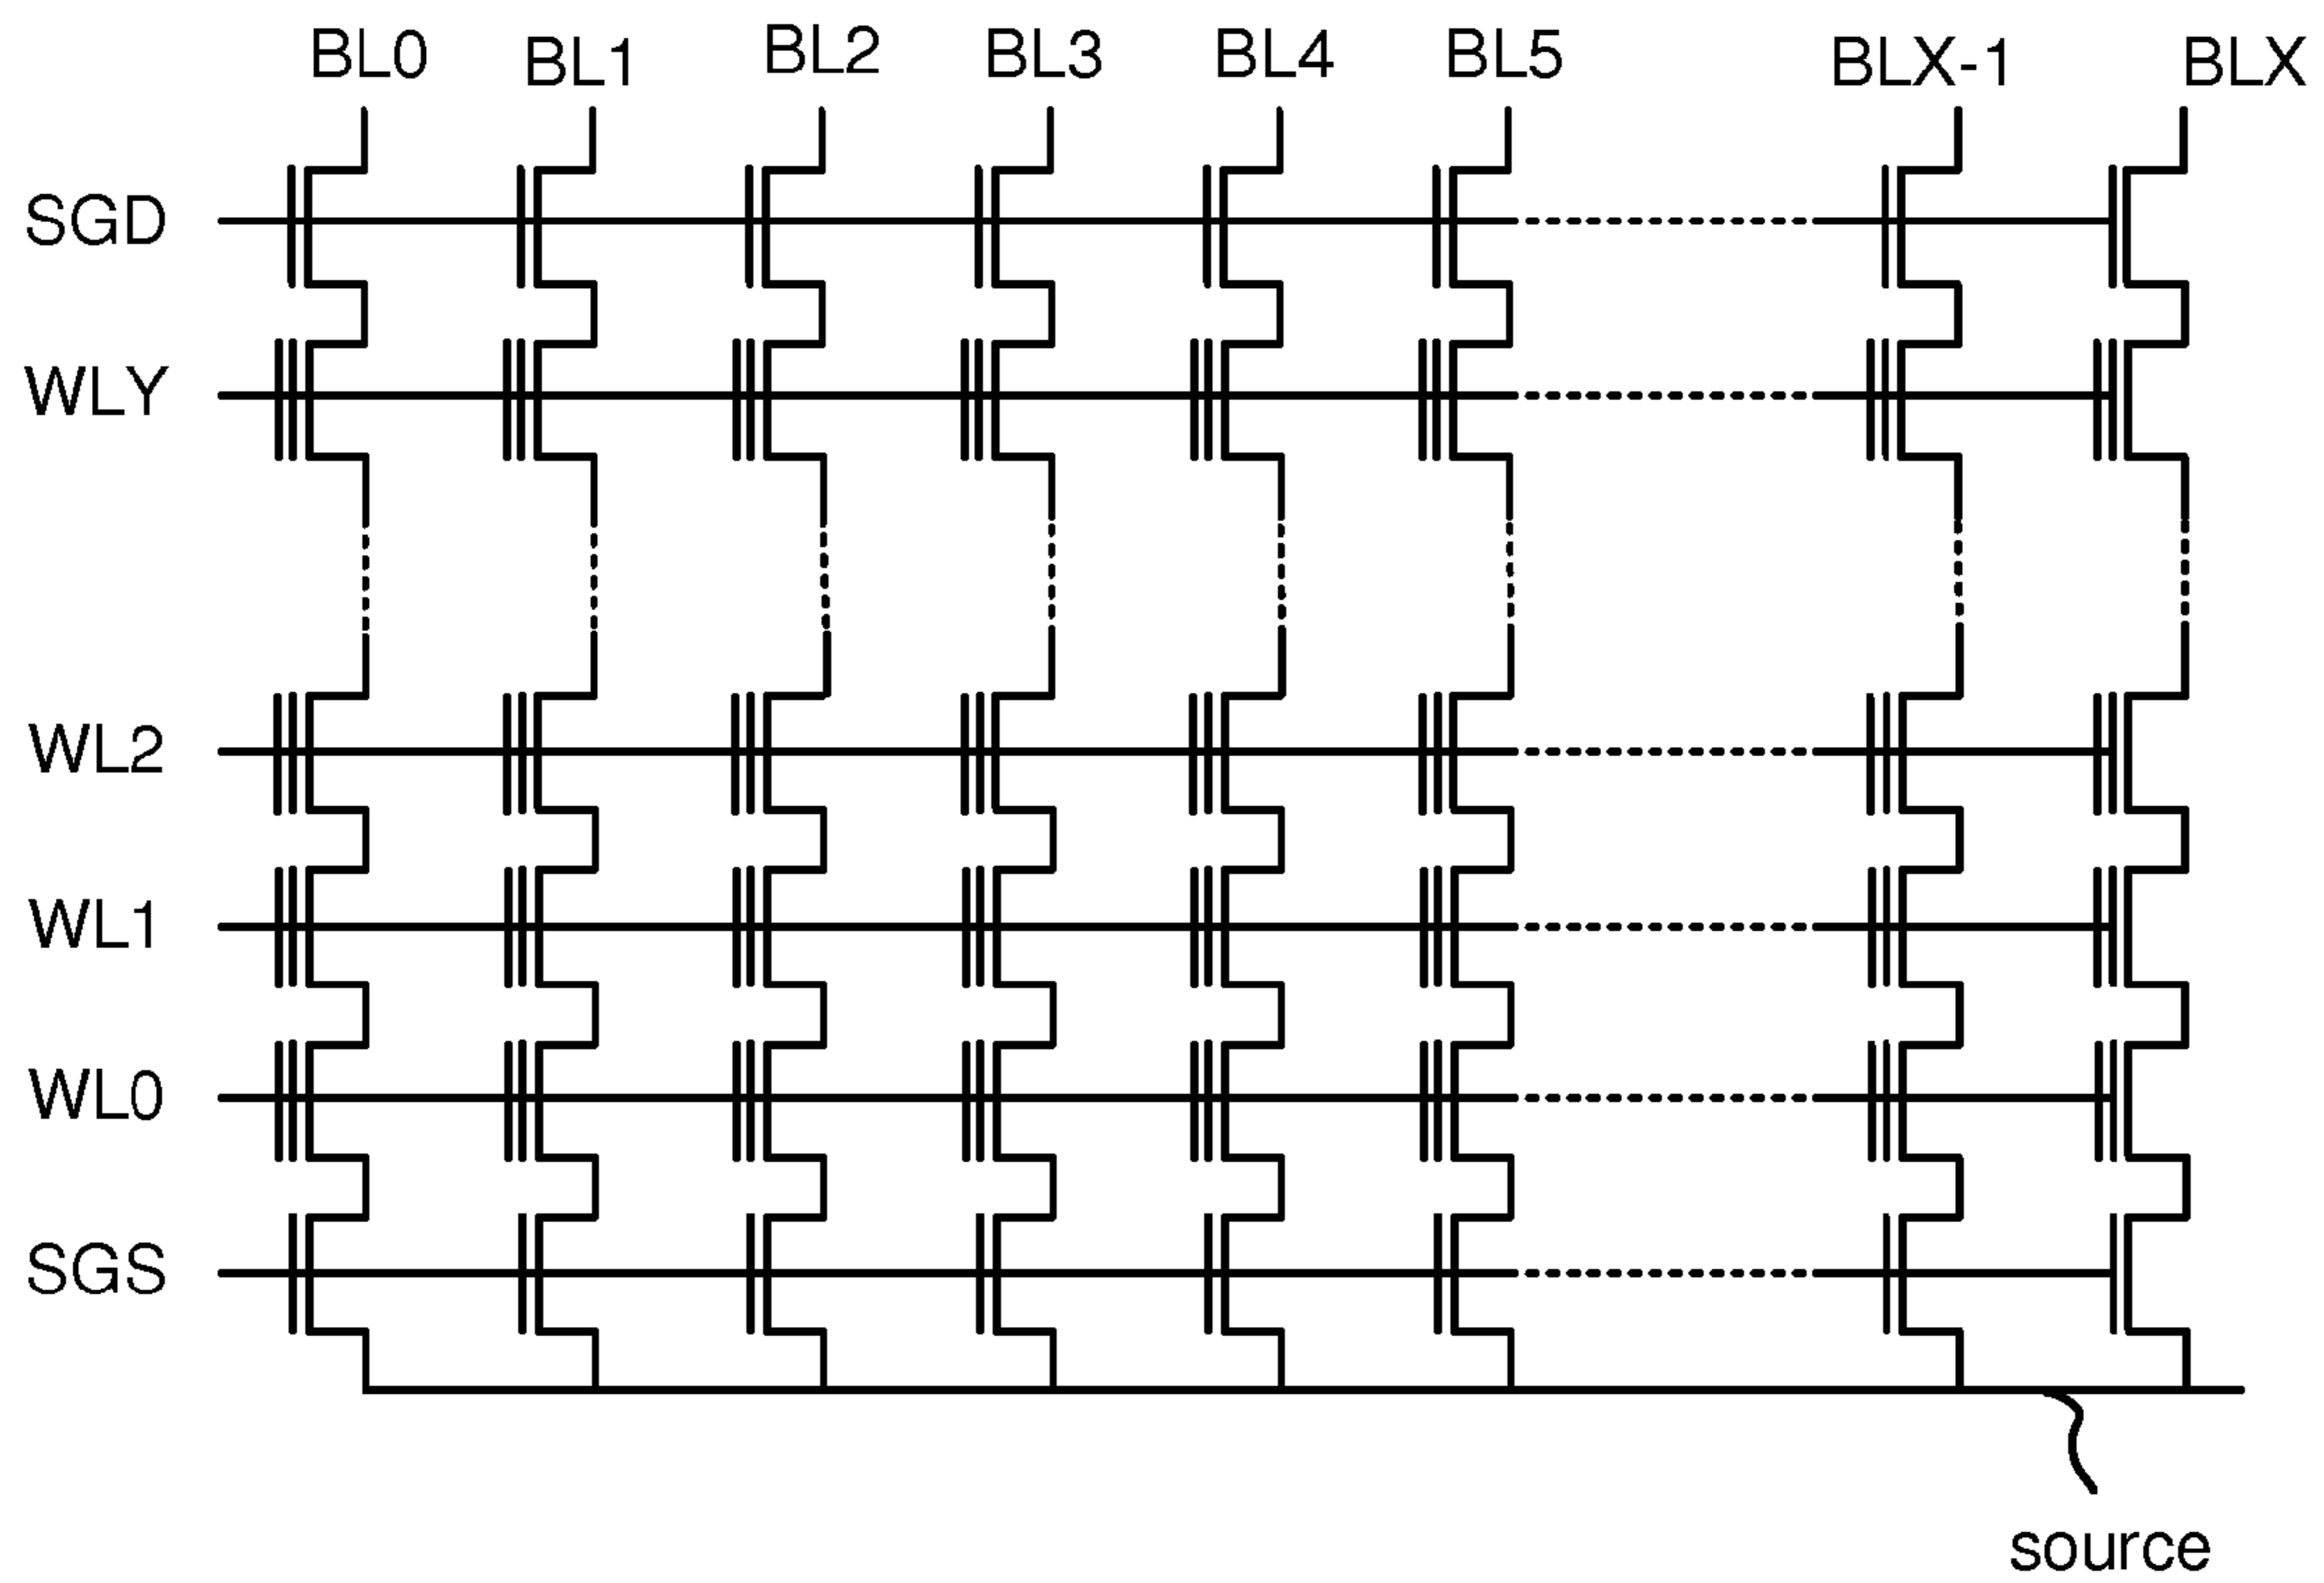 BL0 BL1 BL2 BL3 BL4 BL5 BLX-1 BLX
SGD
WLY
WL2
WL1
WL0
SGS
source